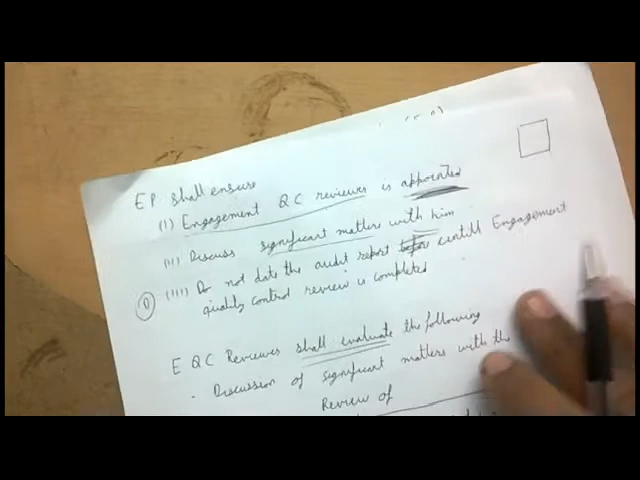 EP shall ensure
(i) Engagement QC reviewer is appointed
(ii) Discuss significant matters with him
(iii) Do not date the audit report until Engagement
quality control review is completed
EQC Reviewer shall evaluate the following
. Discussion of significant matters with the
Review of